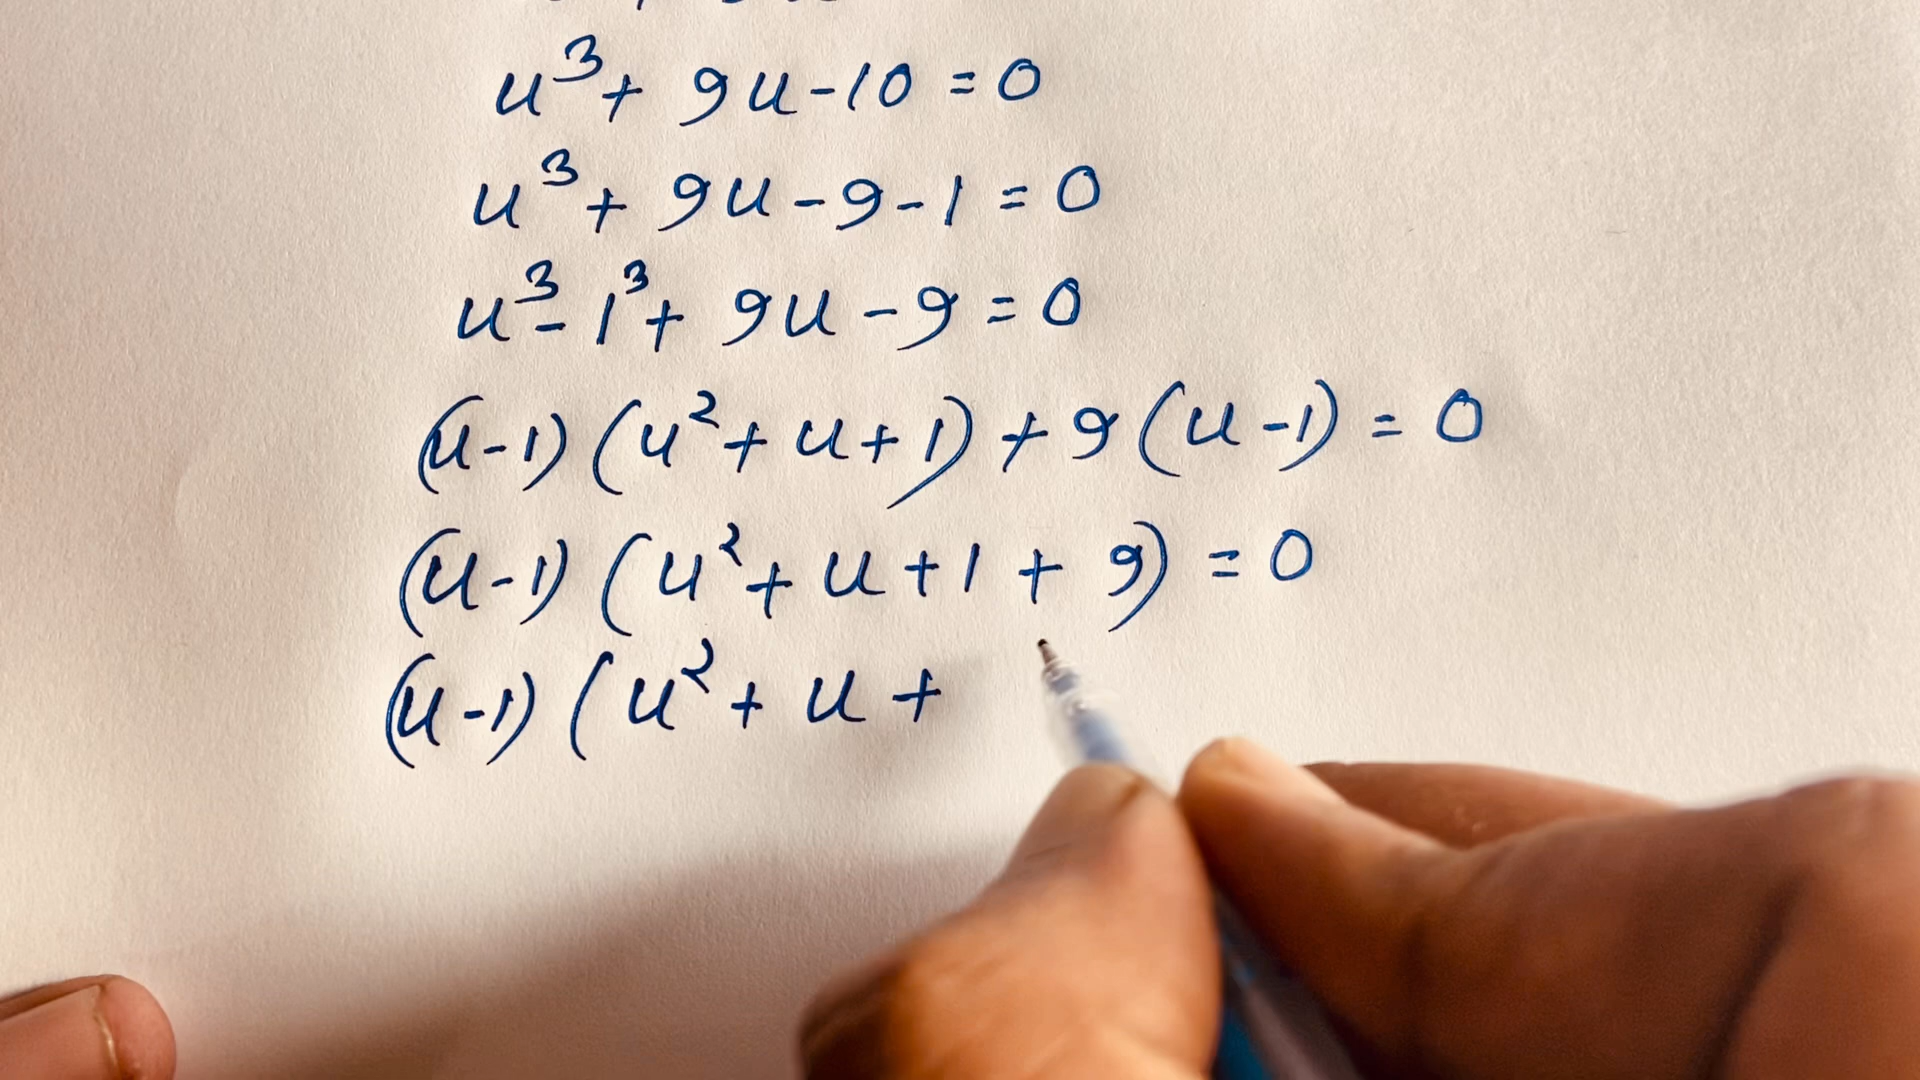 u³ + 9u - 10 = 0
u³ + 9u - 9 - 1 = 0
u³ - 1³ + 9u - 9 = 0
(u-1) (u² + u + 1) + 9 (u - 1) = 0
(u-1) (u² + u + 1 + 9) = 0
(u-1) (u² + u +